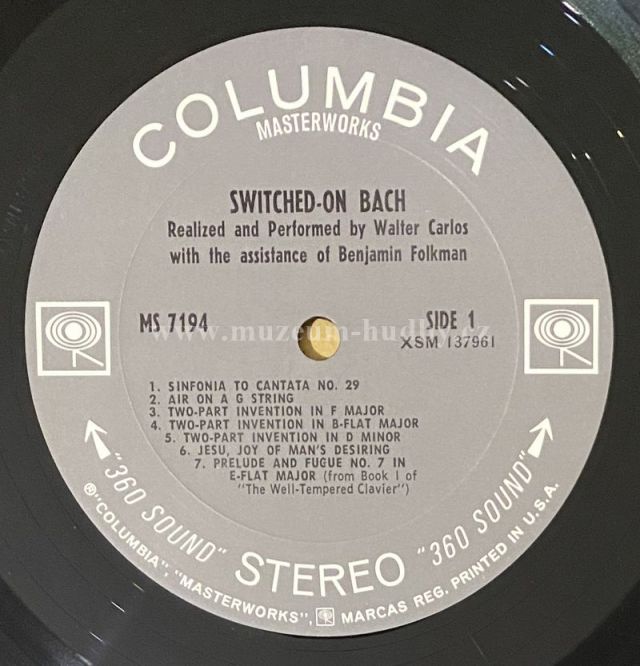 COLUMBIA
MASTERWORKS
SWITCHED-ON BACH
Realized and Performed by Walter Carlos
with the assistance of Benjamin Folkman
MS 7194
SIDE 1
www.muzeum-hudby.cz
XSM 137961
1. SINFONIA TO CANTATA NO. 29
2. AIR ON A G STRING
3. TWO-PART INVENTION IN F MAJOR
4. TWO-PART INVENTION IN B-FLAT MAJOR
5. TWO-PART INVENTION IN D MINOR
6. JESU, JOY OF MAN'S DESIRING
7. PRELUDE AND FUGUE NO. 7 IN
E-FLAT MAJOR (from Book I of
"The Well-Tempered Clavier")
"360 SOUND" STEREO "360 SOUND"
®"COLUMBIA", "MASTERWORKS", MARCAS REG. PRINTED IN U.S.A.